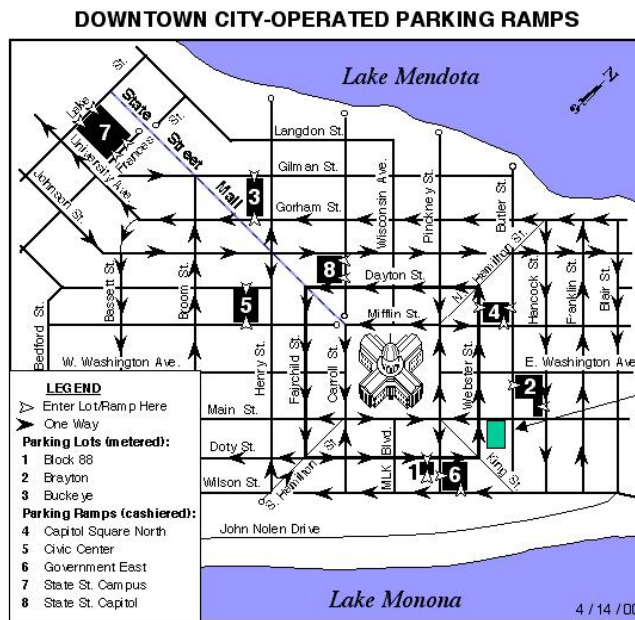 DOWNTOWN CITY-OPERATED PARKING RAMPS
Lake Mendota
N
St.
St.
State Street Mall
Lake
Frances
7
University Ave.
Johnson St.
Langdon St.
Gilman St.
3
Gorham St.
Wisconsin Ave.
Pinckney St.
Butler St.
N. Hamilton St.
Hancock St.
Franklin St.
Blair St.
Bassett St.
Broom St.
8
Dayton St.
Bedford St.
5
Mifflin St.
4
Henry St.
Fairchild St.
Carroll St.
Webster St.
W. Washington Ave.
E. Washington Ave
2
Main St.
Doty St.
MLK Blvd.
Wilson St.
S. Hamilton St
King St.
1
6
John Nolen Drive
LEGEND
Enter Lot/Ramp Here
One Way
Parking Lots (metered):
1 Block 88
2 Brayton
3 Buckeye
Parking Ramps (cashiered):
4 Capitol Square North
5 Civic Center
6 Government East
7 State St. Campus
8 State St. Capitol
Lake Monona
4 / 14 / 00